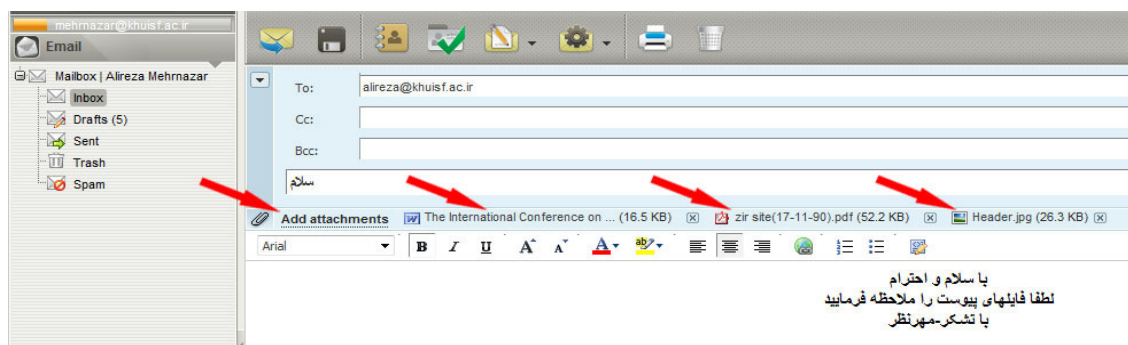 mehrnazar@khuisf.ac.ir
Email
Mailbox | Alireza Mehrnazar
Inbox
Drafts (5)
Sent
Trash
Spam
To: alireza@khuisf.ac.ir
Cc:
Bcc:
سلام
Add attachments The International Conference on ... (16.5 KB) zir site(17-11-90).pdf (52.2 KB) Header.jpg (26.3 KB)
Arial B I U A A A ab
با سلام و احترام
لطفا فایلهای پیوست را ملاحظه فرمایید
با تشکر-مهرنظر